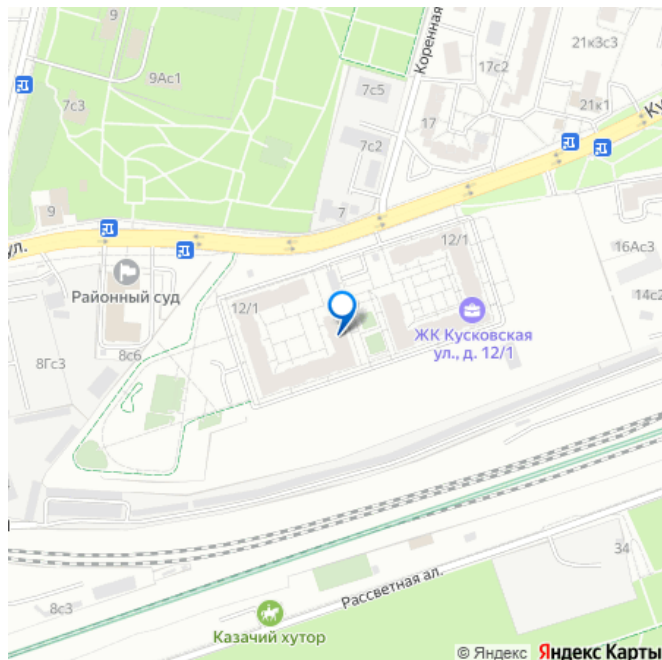 9
9Ас1
7с3
7с5
7с2
Коренная
17
17с2
21к3с3
21к1
9
7
12/1
16Ас3
14с2
ул.
Районный суд
12/1
ЖК Кусковская
ул., д. 12/1
8Гс3
8с6
34
8с3
Рассветная ал.
Казачий хутор
© Яндекс Яндекс Карты